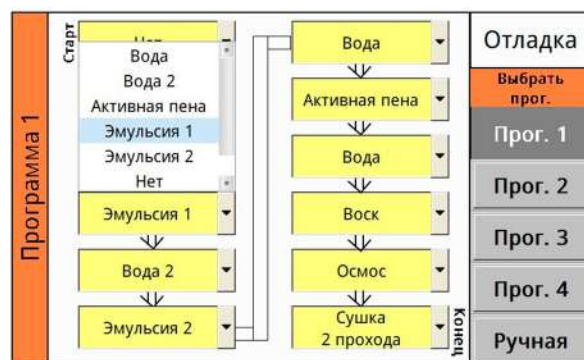 Программа 1
Старт
Нет
Вода
Вода 2
Активная пена
Эмульсия 1
Эмульсия 2
Нет
Эмульсия 1
Вода 2
Эмульсия 2
Вода
Активная пена
Вода
Воск
Осмос
Сушка
2 прохода
Конец
Отладка
Выбрать
прог.
Прог. 1
Прог. 2
Прог. 3
Прог. 4
Ручная